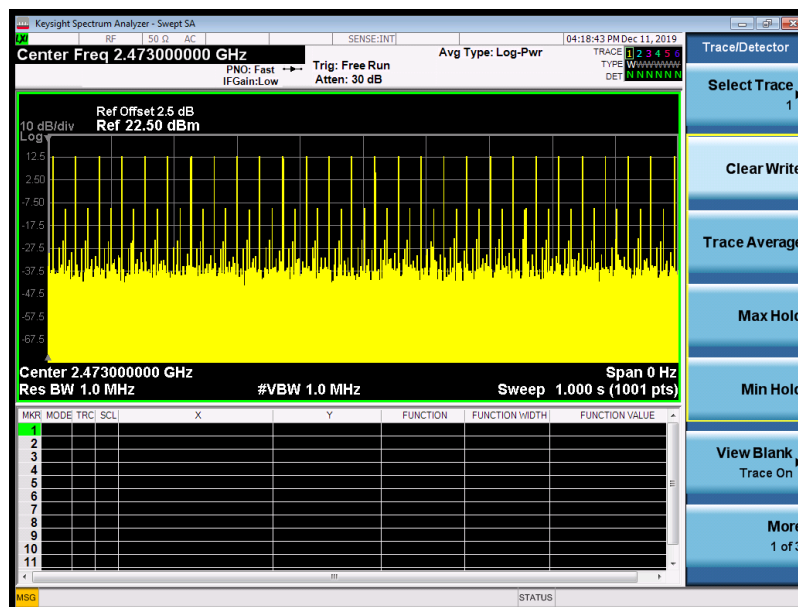 Keysight Spectrum Analyzer - Swept SA
LXI
RF 50 Ω AC SENSE:INT 04:18:43 PM Dec 11, 2019
Center Freq 2.473000000 GHz
PNO: Fast
IFGain:Low
Trig: Free Run
Atten: 30 dB
Avg Type: Log-Pwr
TRACE 1 2 3 4 5 6
TYPE WWWWWW
DET N N N N N N
Ref Offset 2.5 dB
10 dB/div Ref 22.50 dBm
Log
12.5
2.50
-7.50
-17.5
-27.5
-37.5
-47.5
-57.5
-67.5
Center 2.473000000 GHz Span 0 Hz
Res BW 1.0 MHz #VBW 1.0 MHz Sweep 1.000 s (1001 pts)
MKR MODE TRC SCL X Y FUNCTION FUNCTION WIDTH FUNCTION VALUE
1
2
3
4
5
6
7
8
9
10
11
MSG STATUS
Trace/Detector
Select Trace
1
Clear Write
Trace Average
Max Hold
Min Hold
View Blank
Trace On
More
1 of 3